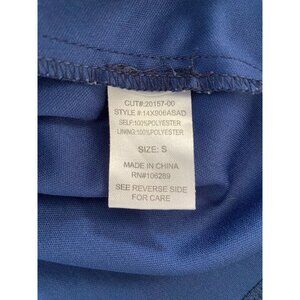 CUT#:20157-00
STYLE #:14X906ASAD
SELF:100%POLYESTER
LINING:100%POLYESTER
SIZE: S
MADE IN CHINA
RN#106289
SEE REVERSE SIDE
FOR CARE